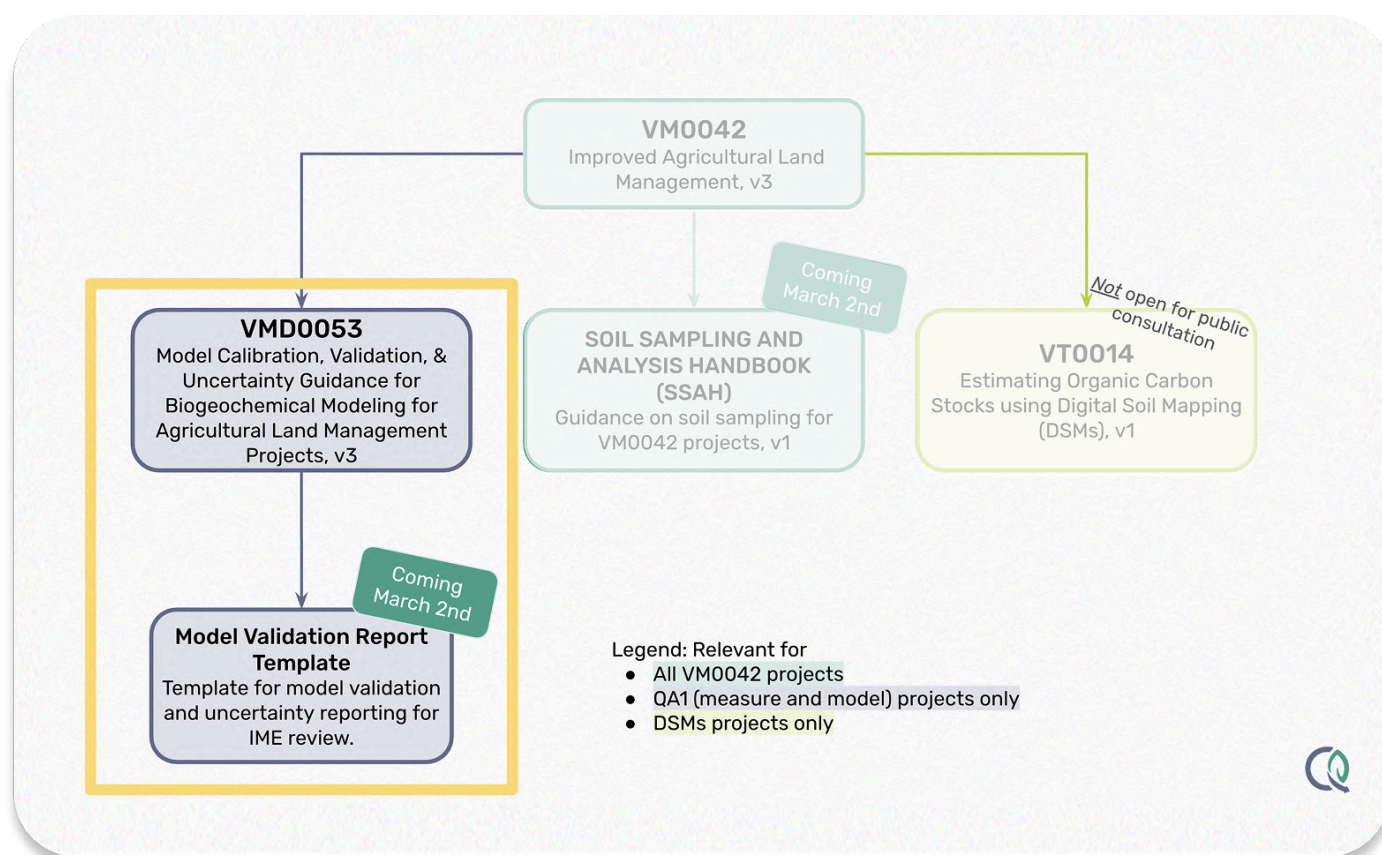 VM0042
Improved Agricultural Land
Management, v3
Coming
March 2nd
Not open for public
consultation
VMD0053
Model Calibration, Validation, &
Uncertainty Guidance for
Biogeochemical Modeling for
Agricultural Land Management
Projects, v3
SOIL SAMPLING AND
ANALYSIS HANDBOOK
(SSAH)
Guidance on soil sampling for
VM0042 projects, v1
VT0014
Estimating Organic Carbon
Stocks using Digital Soil Mapping
(DSMs), v1
Coming
March 2nd
Model Validation Report
Template
Template for model validation
and uncertainty reporting for
IME review.
Legend: Relevant for
● All VM0042 projects
● QA1 (measure and model) projects only
● DSMs projects only